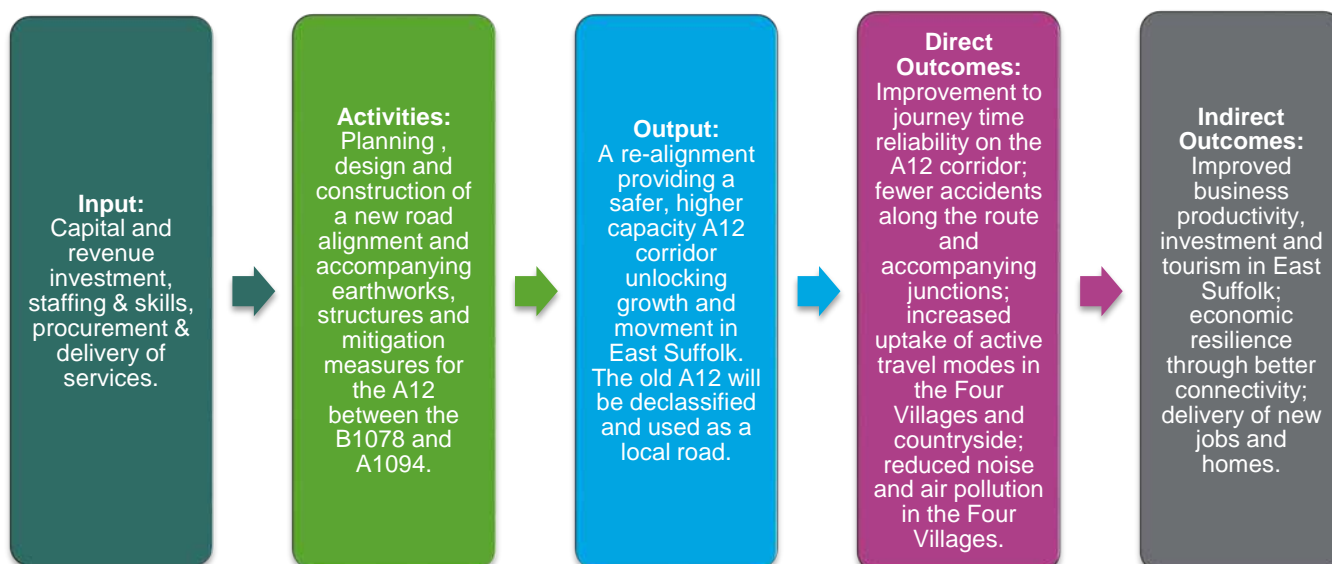 Input:
Capital and
revenue
investment,
staffing & skills,
procurement &
delivery of
services.
Activities:
Planning ,
design and
construction of
a new road
alignment and
accompanying
earthworks,
structures and
mitigation
measures for
the A12
between the
B1078 and
A1094.
Output:
A re-alignment
providing a
safer, higher
capacity A12
corridor
unlocking
growth and
movment in
East Suffolk.
The old A12 will
be declassified
and used as a
local road.
Direct
Outcomes:
Improvement to
journey time
reliability on the
A12 corridor;
fewer accidents
along the route
and
accompanying
junctions;
increased
uptake of active
travel modes in
the Four
Villages and
countryside;
reduced noise
and air pollution
in the Four
Villages.
Indirect
Outcomes:
Improved
business
productivity,
investment and
tourism in East
Suffolk;
economic
resilience
through better
connectivity;
delivery of new
jobs and
homes.